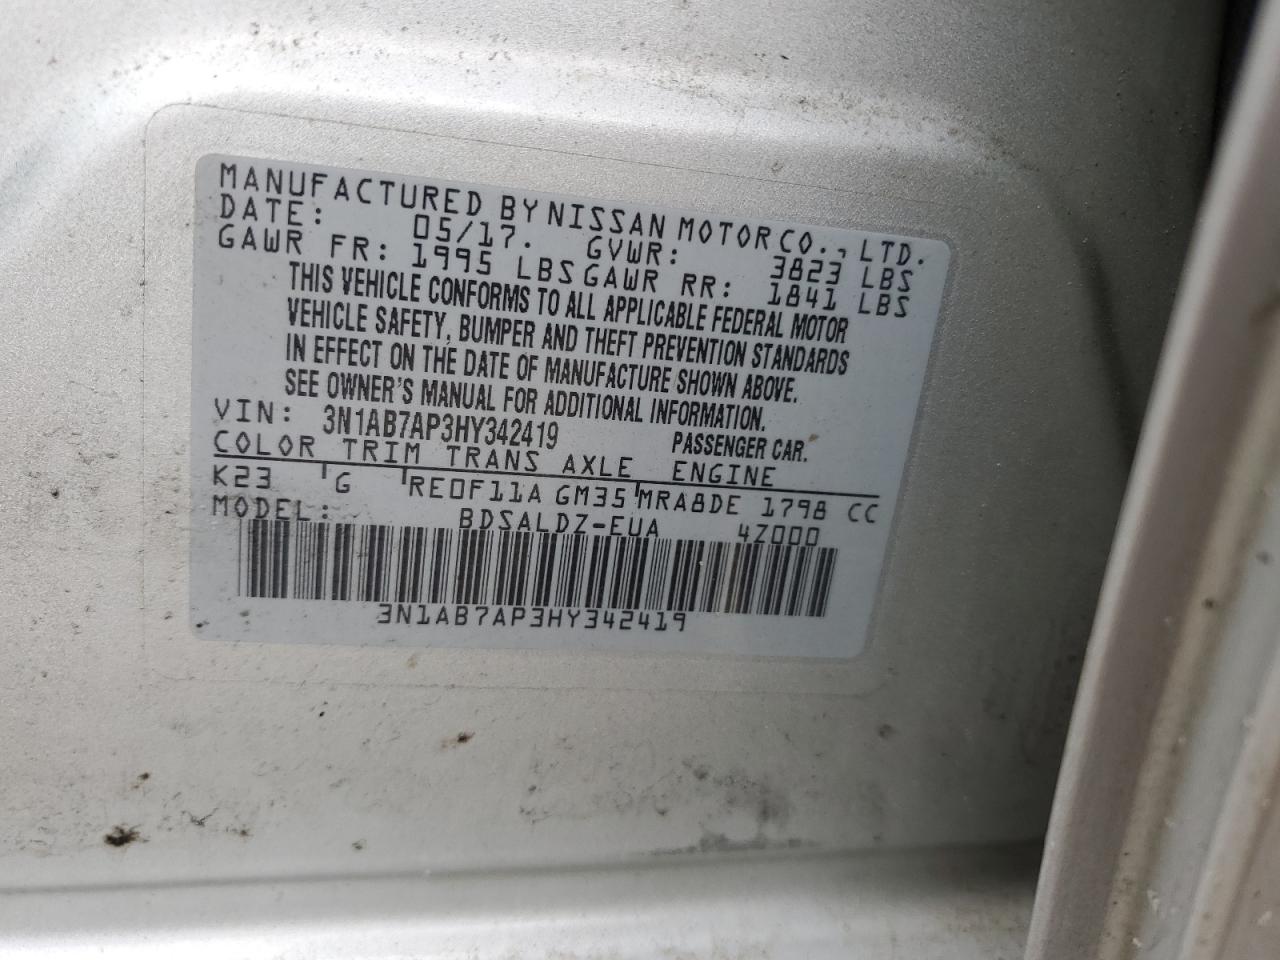 MANUFACTURED BY NISSAN MOTOR CO., LTD.
DATE: 05/17. GVWR: 3823 LBS
GAWR FR: 1995 LBS GAWR RR: 1841 LBS
THIS VEHICLE CONFORMS TO ALL APPLICABLE FEDERAL MOTOR
VEHICLE SAFETY, BUMPER AND THEFT PREVENTION STANDARDS
IN EFFECT ON THE DATE OF MANUFACTURE SHOWN ABOVE.
SEE OWNER'S MANUAL FOR ADDITIONAL INFORMATION.
VIN: 3N1AB7AP3HY342419 PASSENGER CAR.
COLOR TRIM TRANS AXLE ENGINE
K23 G RE0F11A GM35 MRA8DE 1798 CC
MODEL: BDSALDZ-EUA 4Z000
3N1AB7AP3HY342419